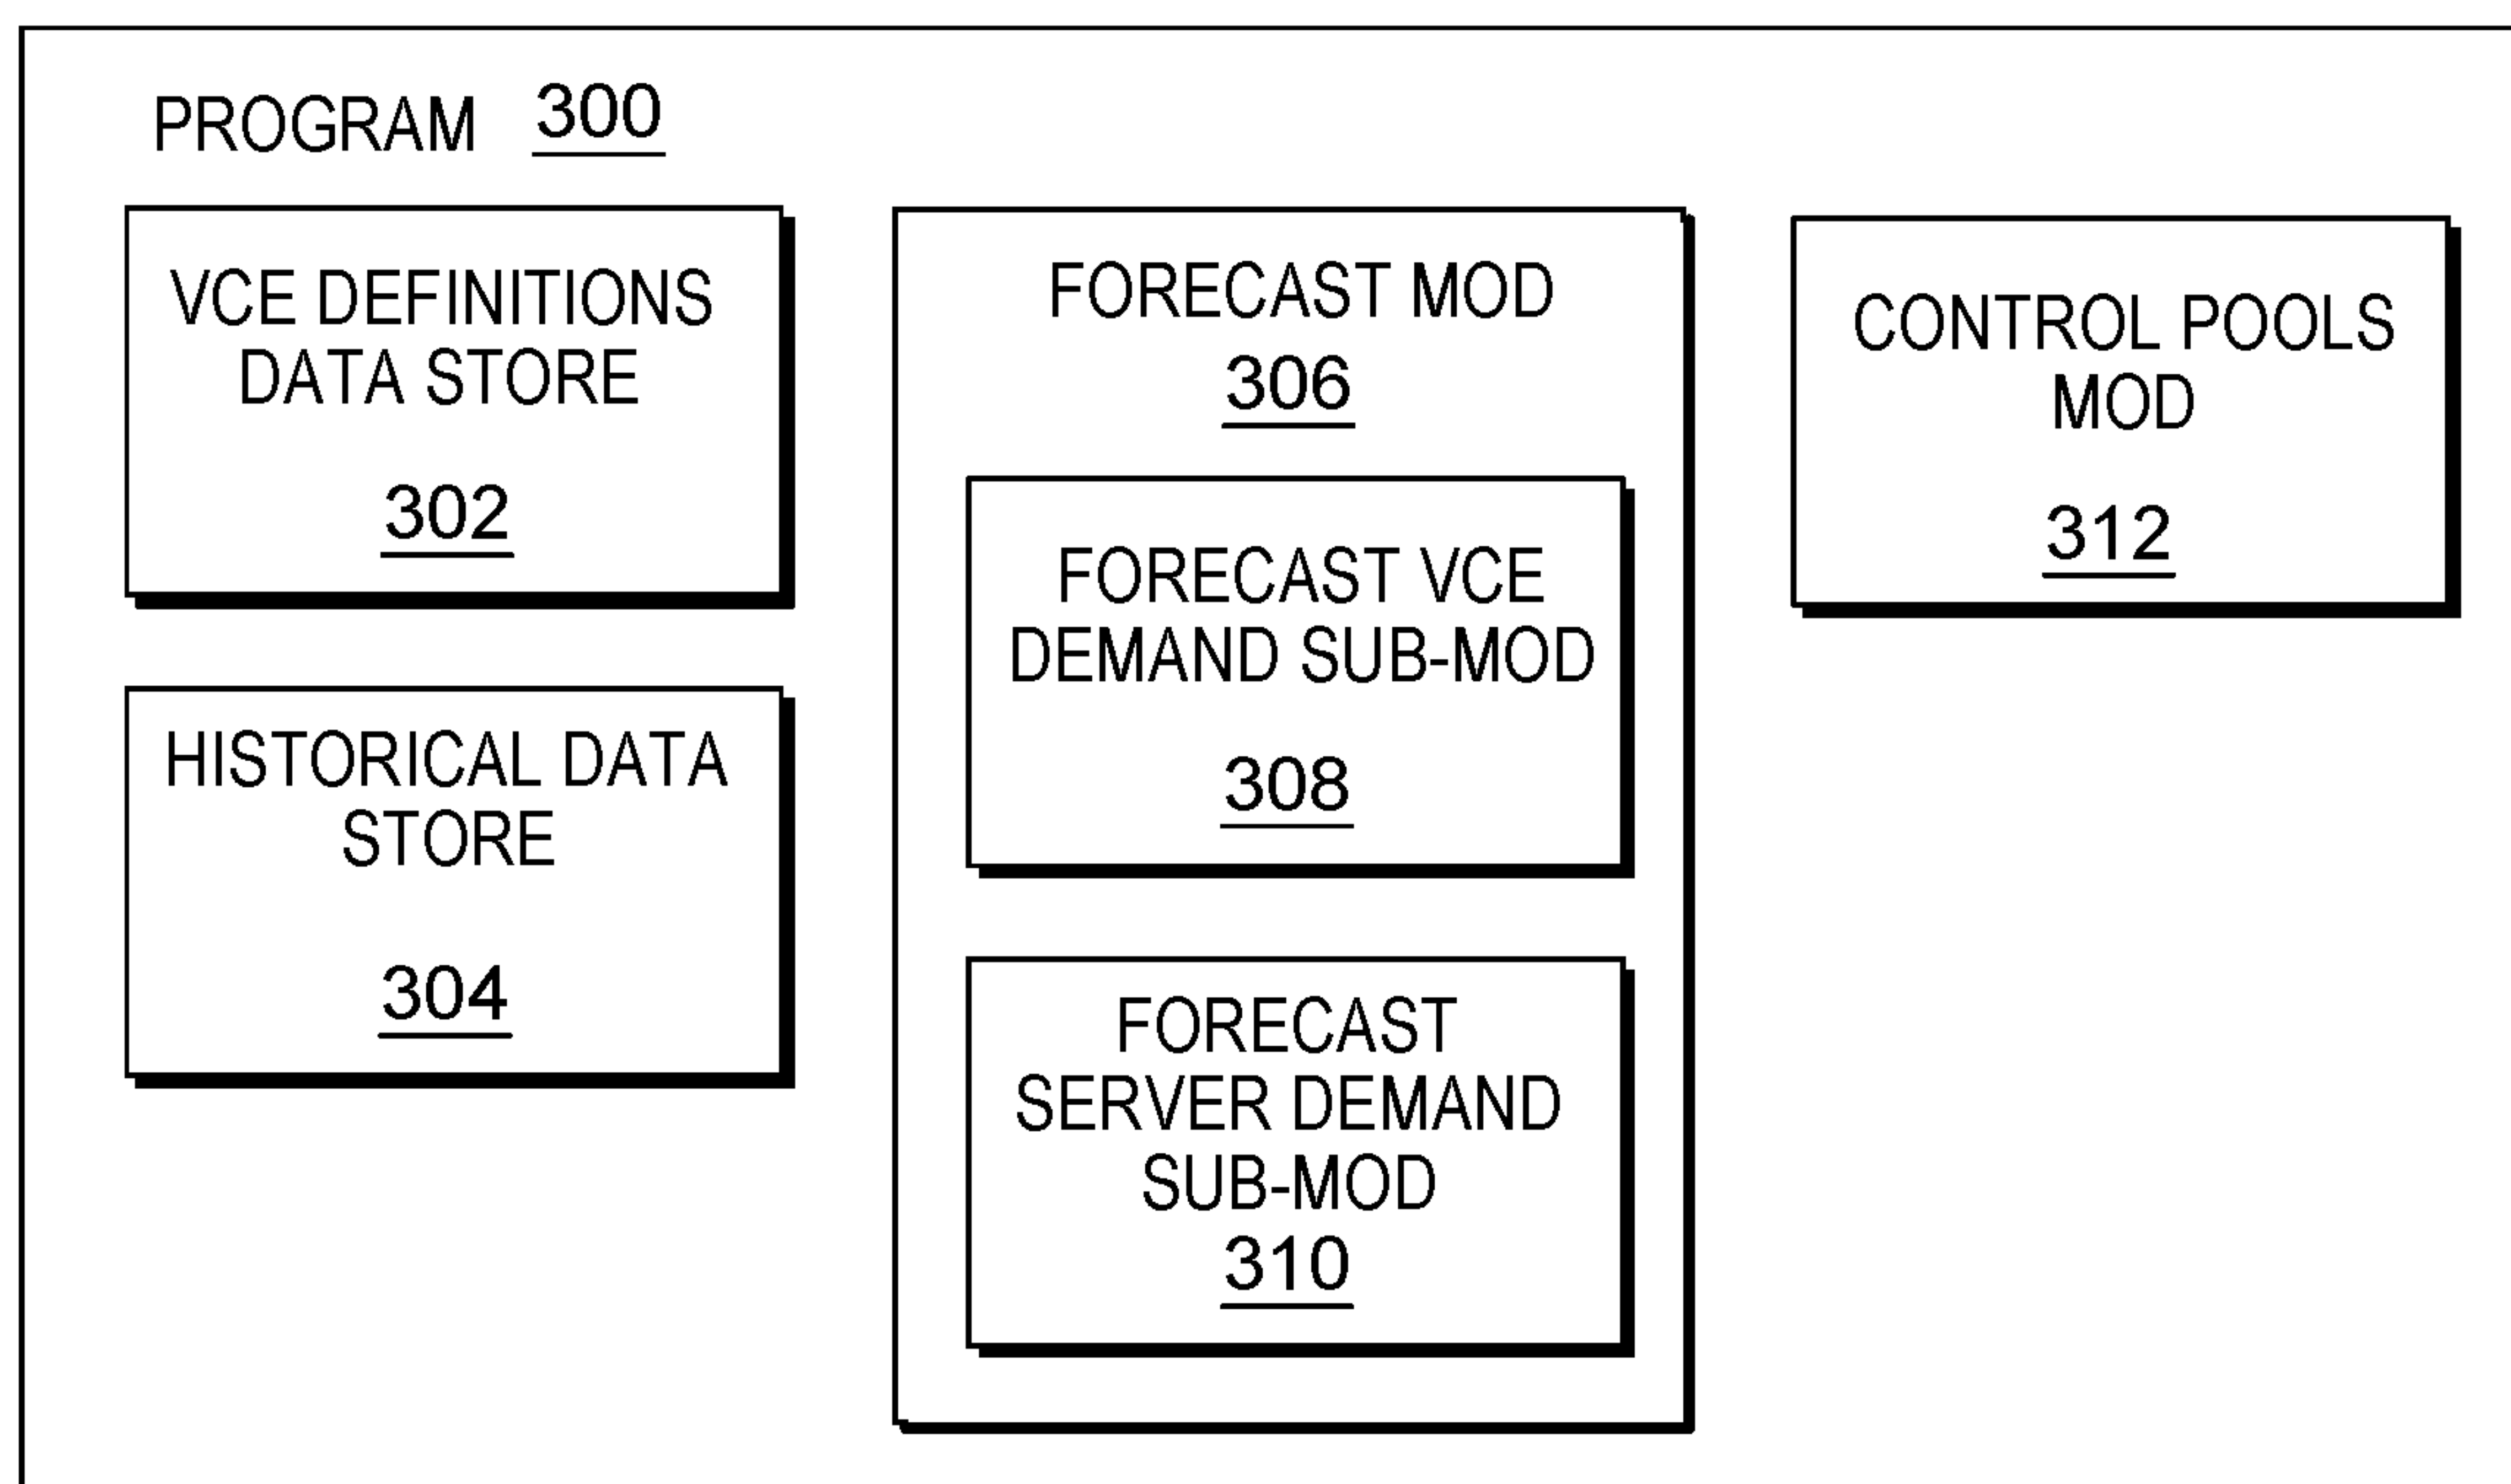 PROGRAM 300
VCE DEFINITIONS
DATA STORE
302
HISTORICAL DATA
STORE
304
FORECAST MOD
306
FORECAST VCE
DEMAND SUB-MOD
308
FORECAST
SERVER DEMAND
SUB-MOD
310
CONTROL POOLS
MOD
312